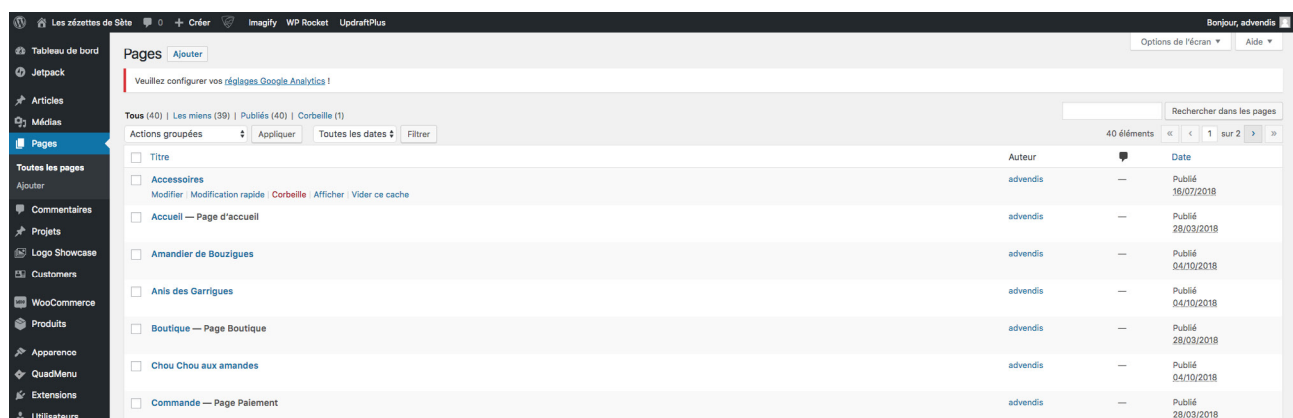 Les zézettes de Sète 0 + Créer Imagify WP Rocket UpdraftPlus Bonjour, advendis
Tableau de bord
Jetpack
Articles
Médias
Pages
Toutes les pages
Ajouter
Commentaires
Projets
Logo Showcase
Customers
WooCommerce
Produits
Apparence
QuadMenu
Extensions
Utilisateurs
Options de l'écran ▼ Aide ▼
Pages Ajouter
Veuillez configurer vos réglages Google Analytics !
Tous (40) | Les miens (39) | Publiés (40) | Corbeille (1)
Rechercher dans les pages
Actions groupées Appliquer Toutes les dates Filtrer 40 éléments « ‹ 1 sur 2 › »
Titre Auteur Date
Accessoires advendis — Publié
Modifier | Modification rapide | Corbeille | Afficher | Vider ce cache 16/07/2018
Accueil — Page d'accueil advendis — Publié
28/03/2018
Amandier de Bouzigues advendis — Publié
04/10/2018
Anis des Garrigues advendis — Publié
04/10/2018
Boutique — Page Boutique advendis — Publié
28/03/2018
Chou Chou aux amandes advendis — Publié
04/10/2018
Commande — Page Paiement advendis — Publié
28/03/2018